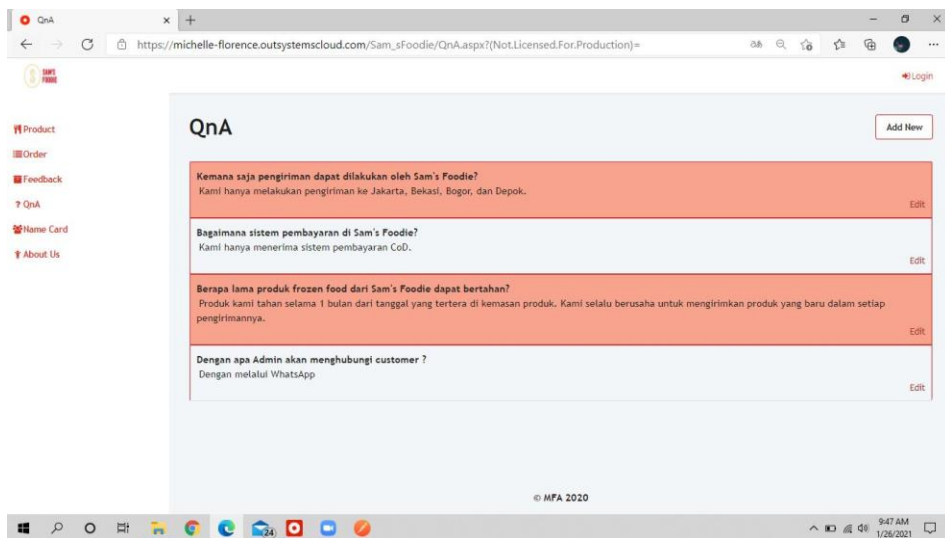 QnA
https://michelle-florence.outsystemscloud.com/Sam_sFoodie/QnA.aspx?(Not.Licensed.For.Production)=
SAM'S
FOODIE
Login
Product
Order
Feedback
? QnA
Name Card
About Us
QnA
Add New
Kemana saja pengiriman dapat dilakukan oleh Sam's Foodie?
Kami hanya melakukan pengiriman ke Jakarta, Bekasi, Bogor, dan Depok.
Edit
Bagaimana sistem pembayaran di Sam's Foodie?
Kami hanya menerima sistem pembayaran CoD.
Edit
Berapa lama produk frozen food dari Sam's Foodie dapat bertahan?
Produk kami tahan selama 1 bulan dari tanggal yang tertera di kemasan produk. Kami selalu berusaha untuk mengirimkan produk yang baru dalam setiap
pengirimannya.
Edit
Dengan apa Admin akan menghubungi customer ?
Dengan melalui WhatsApp
Edit
© MFA 2020
24
9:47 AM
1/26/2021